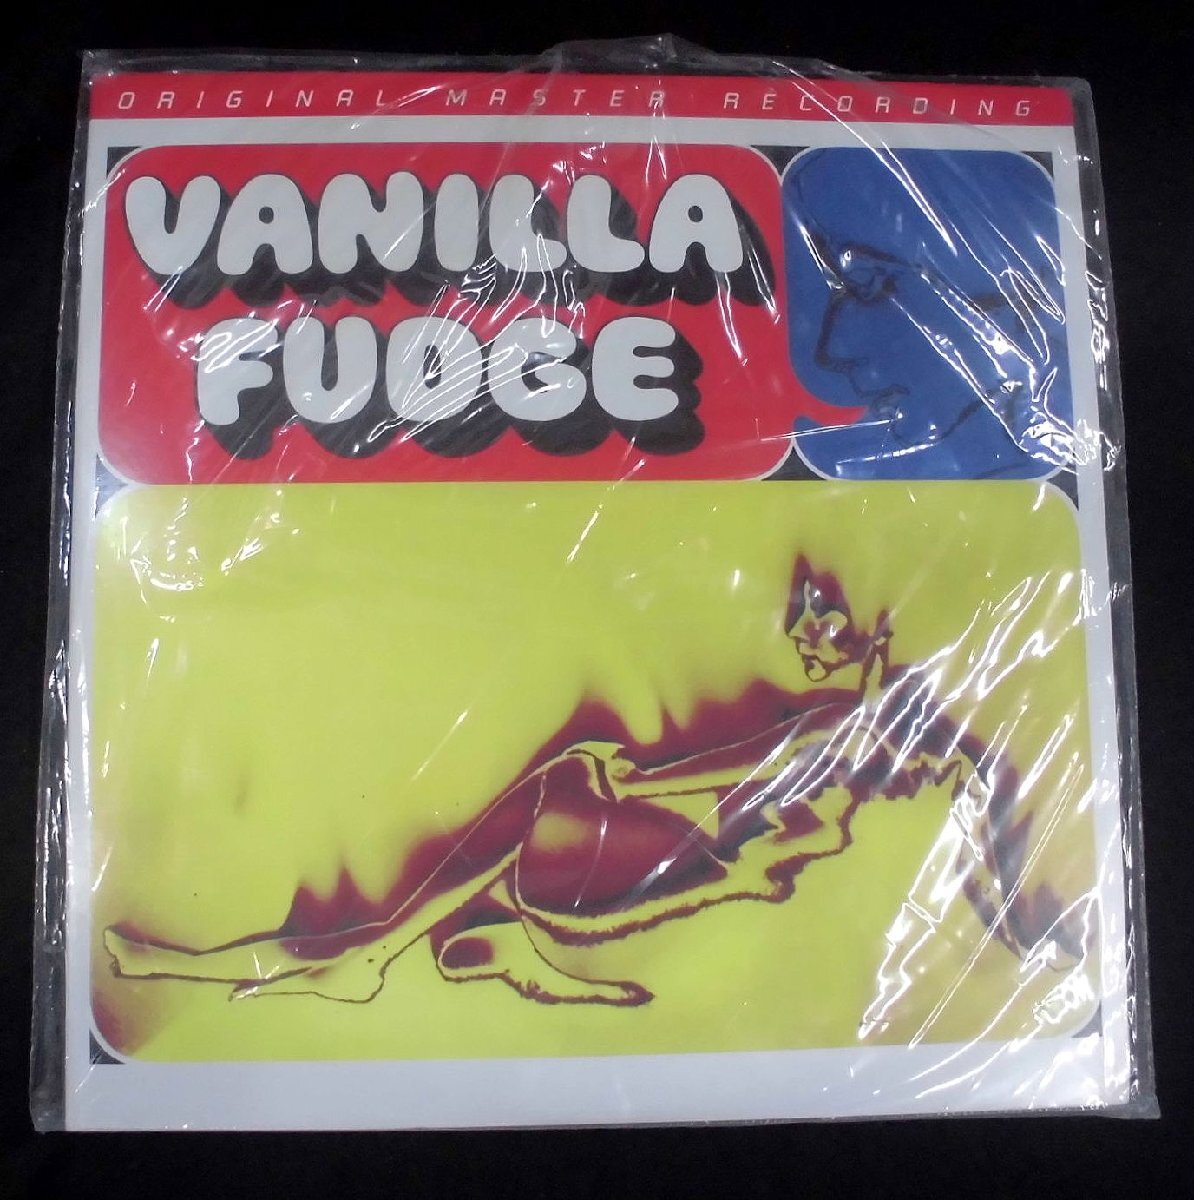 ORIGINAL MASTER RECORDING
VANILLA
FUDGE